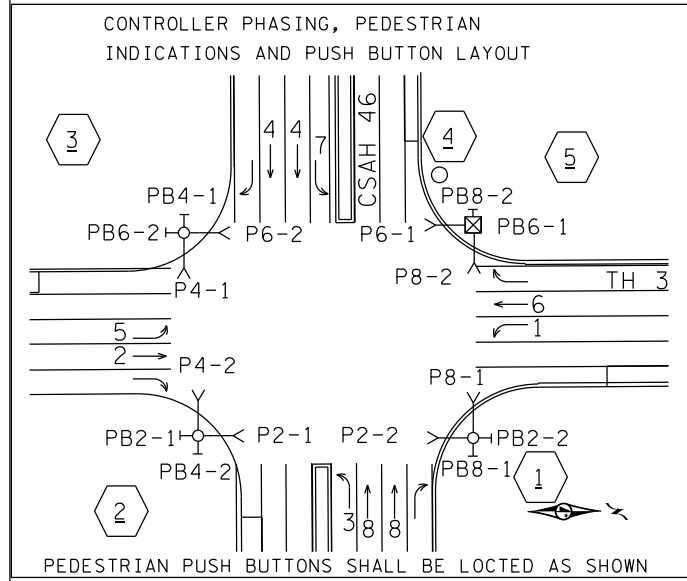 CONTROLLER PHASING, PEDESTRIAN
INDICATIONS AND PUSH BUTTON LAYOUT
3
4
4
7
CSAH 46
4
5
PB4-1
PB8-2
PB6-2
P6-2
P6-1
PB6-1
P4-1
P8-2
TH 3
6
5
1
2
P4-2
P8-1
PB2-1
P2-1
P2-2
PB2-2
PB4-2
PB8-1
1
2
3
8
8
PEDESTRIAN PUSH BUTTONS SHALL BE LOCTED AS SHOWN